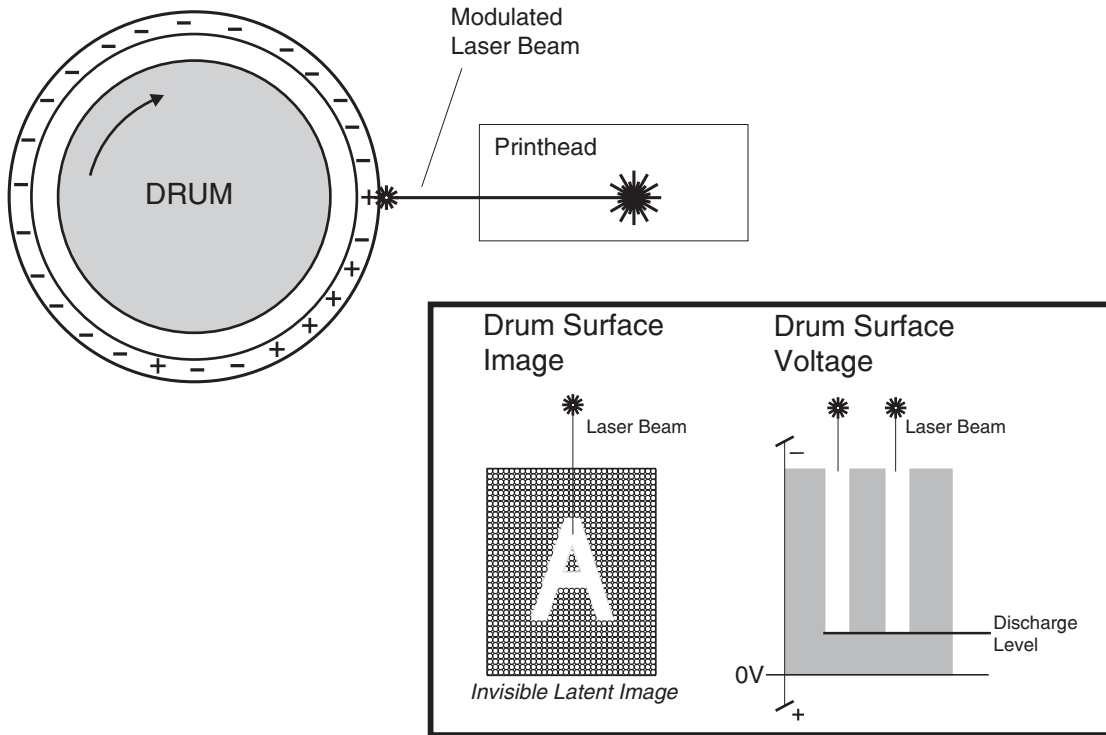 Modulated
Laser Beam
Printhead
DRUM
Drum Surface
Image
Drum Surface
Voltage
Laser Beam
Laser Beam
Discharge
Level
0V
Invisible Latent Image